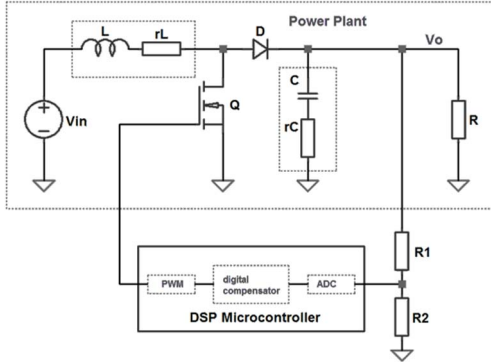 Power Plant
L
rL
D
Vo
C
Q
Vin
rC
R
R1
PWM
digital
compensator
ADC
DSP Microcontroller
R2